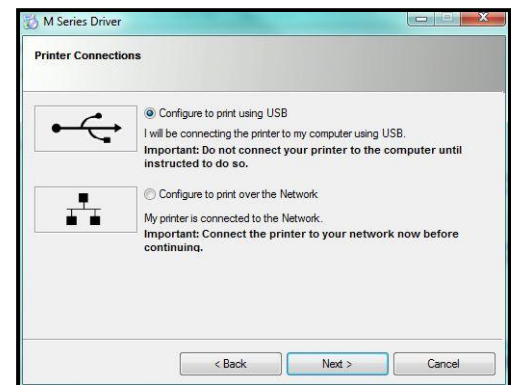 M Series Driver
Printer Connections
Configure to print using USB
I will be connecting the printer to my computer using USB.
Important: Do not connect your printer to the computer until
instructed to do so.
Configure to print over the Network
My printer is connected to the Network.
Important: Connect the printer to your network now before
continuing.
< Back
Next >
Cancel